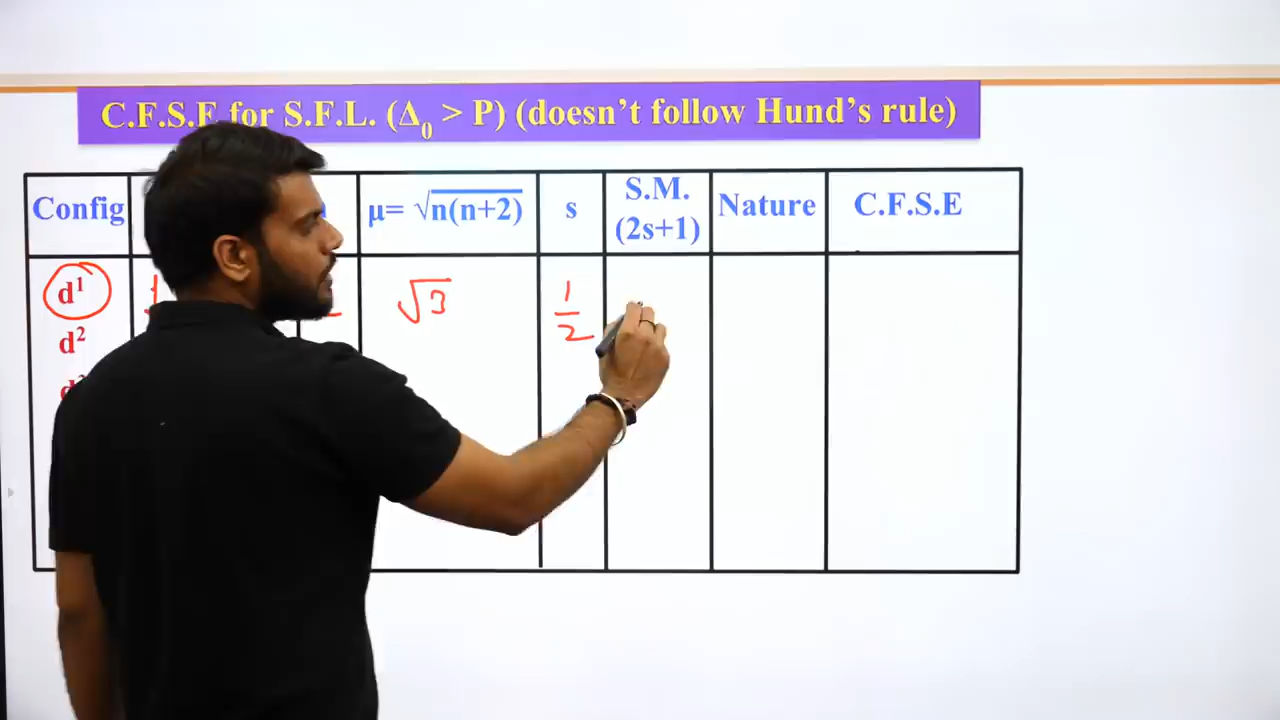 C.F.S.E for S.F.L. (Δ₀ > P) (doesn’t follow Hund’s rule)
Config
μ= √n(n+2)
s
S.M.
(2s+1)
Nature
C.F.S.E
d¹
√3
1/2
d²